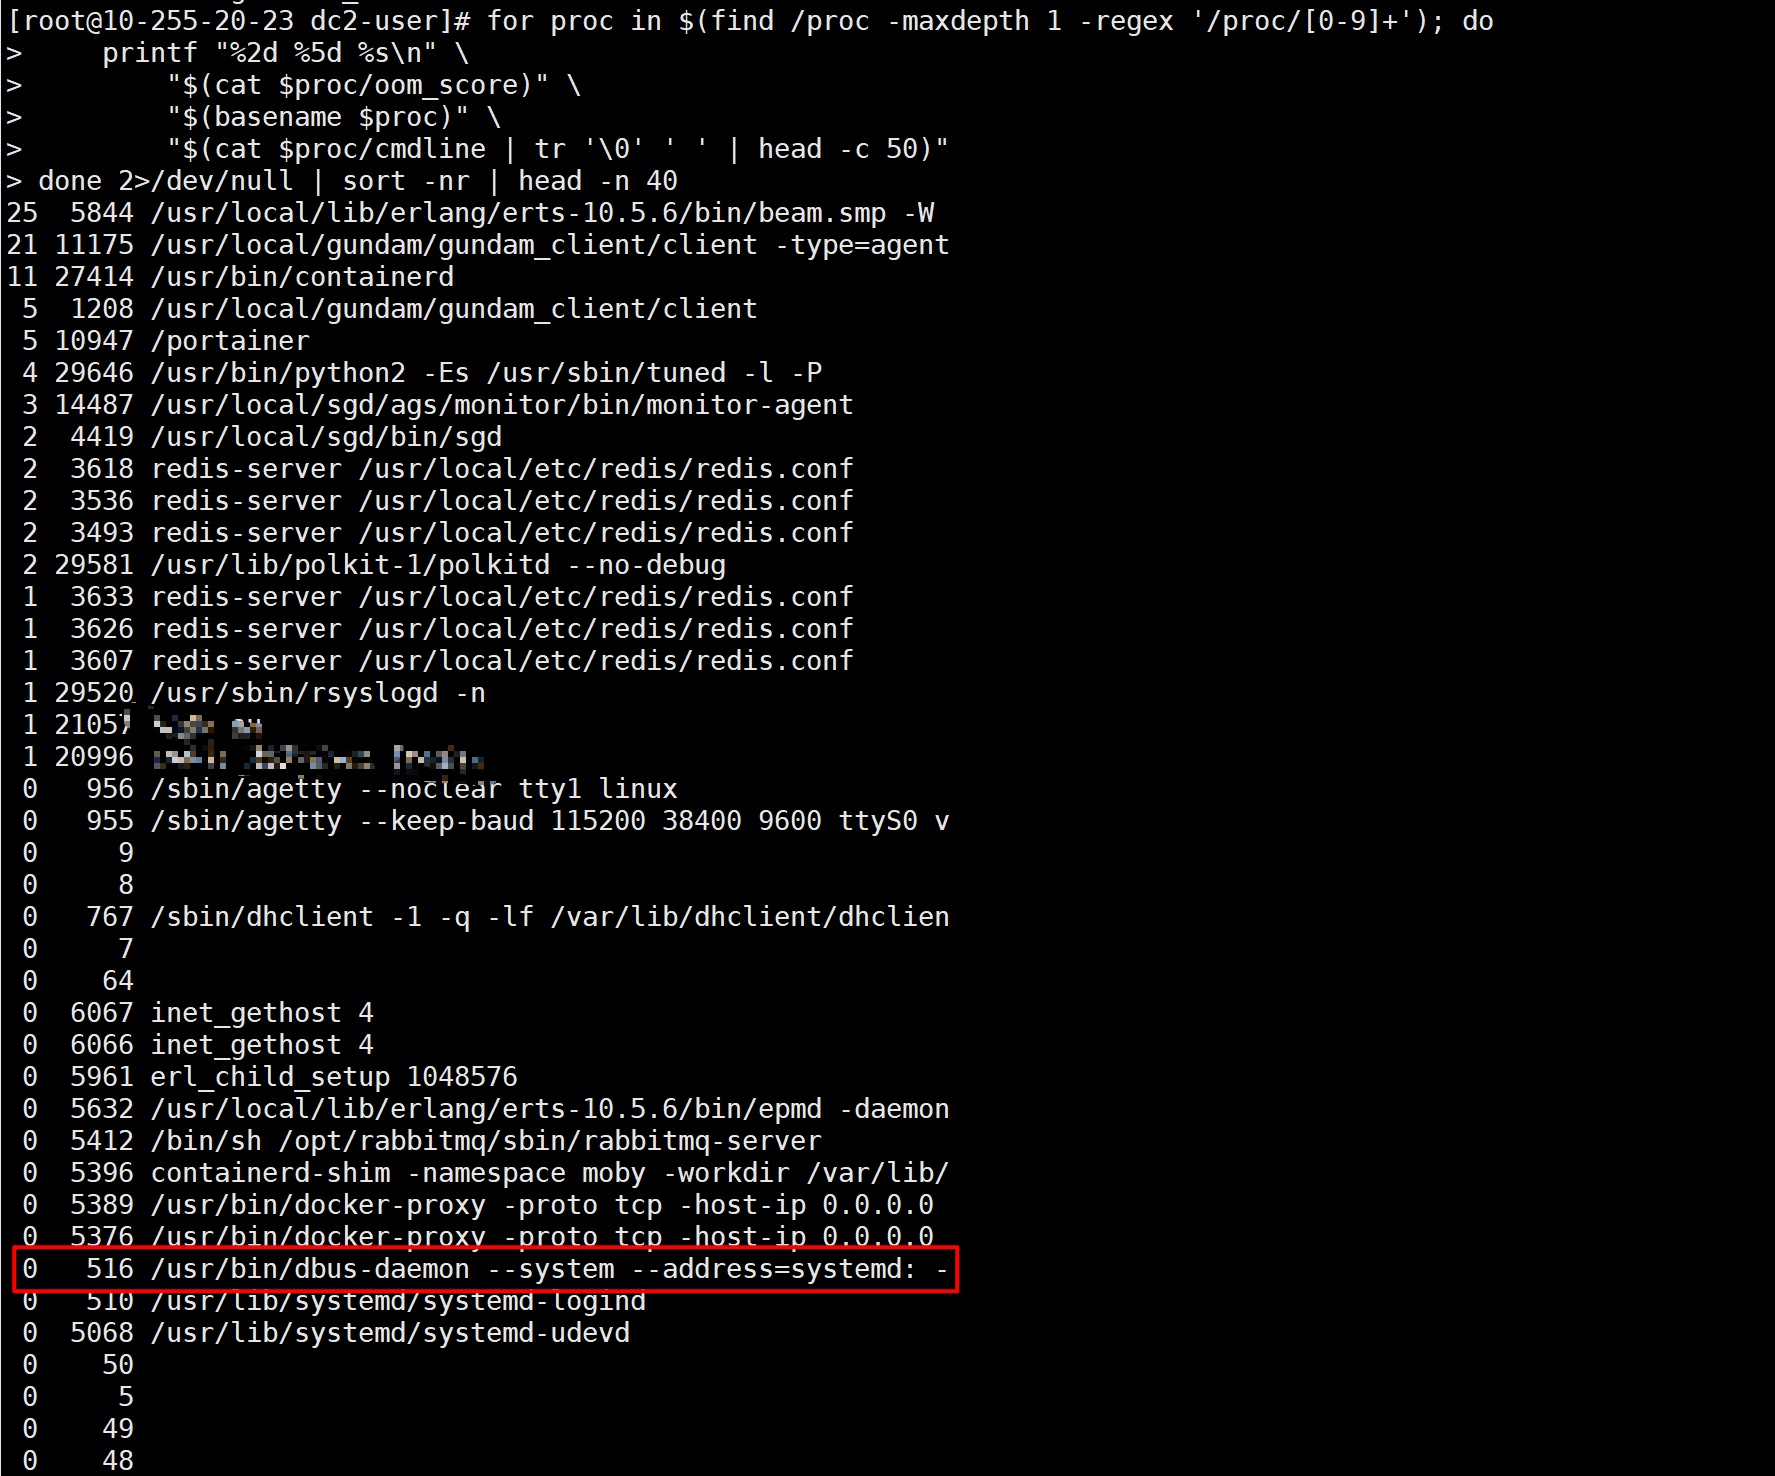 [root@10-255-20-23 dc2-user]# for proc in $(find /proc -maxdepth 1 -regex '/proc/[0-9]+'); do
>     printf "%2d %5d %s\n" \
>         "$(cat $proc/oom_score)" \
>         "$(basename $proc)" \
>         "$(cat $proc/cmdline | tr '\0' ' ' | head -c 50)"
> done 2>/dev/null | sort -nr | head -n 40
25  5844 /usr/local/lib/erlang/erts-10.5.6/bin/beam.smp -W
21 11175 /usr/local/gundam/gundam_client/client -type=agent
11 27414 /usr/bin/containerd
 5  1208 /usr/local/gundam/gundam_client/client
 5 10947 /portainer
 4 29646 /usr/bin/python2 -Es /usr/sbin/tuned -l -P
 3 14487 /usr/local/sgd/ags/monitor/bin/monitor-agent
 2  4419 /usr/local/sgd/bin/sgd
 2  3618 redis-server /usr/local/etc/redis/redis.conf
 2  3536 redis-server /usr/local/etc/redis/redis.conf
 2  3493 redis-server /usr/local/etc/redis/redis.conf
 2 29581 /usr/lib/polkit-1/polkitd --no-debug
 1  3633 redis-server /usr/local/etc/redis/redis.conf
 1  3626 redis-server /usr/local/etc/redis/redis.conf
 1  3607 redis-server /usr/local/etc/redis/redis.conf
 1 29520 /usr/sbin/rsyslogd -n
 1 21057
 1 20996
 0   956 /sbin/agetty --noclear tty1 linux
 0   955 /sbin/agetty --keep-baud 115200 38400 9600 ttyS0 v
 0     9
 0     8
 0   767 /sbin/dhclient -1 -q -lf /var/lib/dhclient/dhclien
 0     7
 0    64
 0  6067 inet_gethost 4
 0  6066 inet_gethost 4
 0  5961 erl_child_setup 1048576
 0  5632 /usr/local/lib/erlang/erts-10.5.6/bin/epmd -daemon
 0  5412 /bin/sh /opt/rabbitmq/sbin/rabbitmq-server
 0  5396 containerd-shim -namespace moby -workdir /var/lib/
 0  5389 /usr/bin/docker-proxy -proto tcp -host-ip 0.0.0.0
 0  5376 /usr/bin/docker-proxy -proto tcp -host-ip 0.0.0.0
 0   516 /usr/bin/dbus-daemon --system --address=systemd: -
 0   510 /usr/lib/systemd/systemd-logind
 0  5068 /usr/lib/systemd/systemd-udevd
 0    50
 0     5
 0    49
 0    48